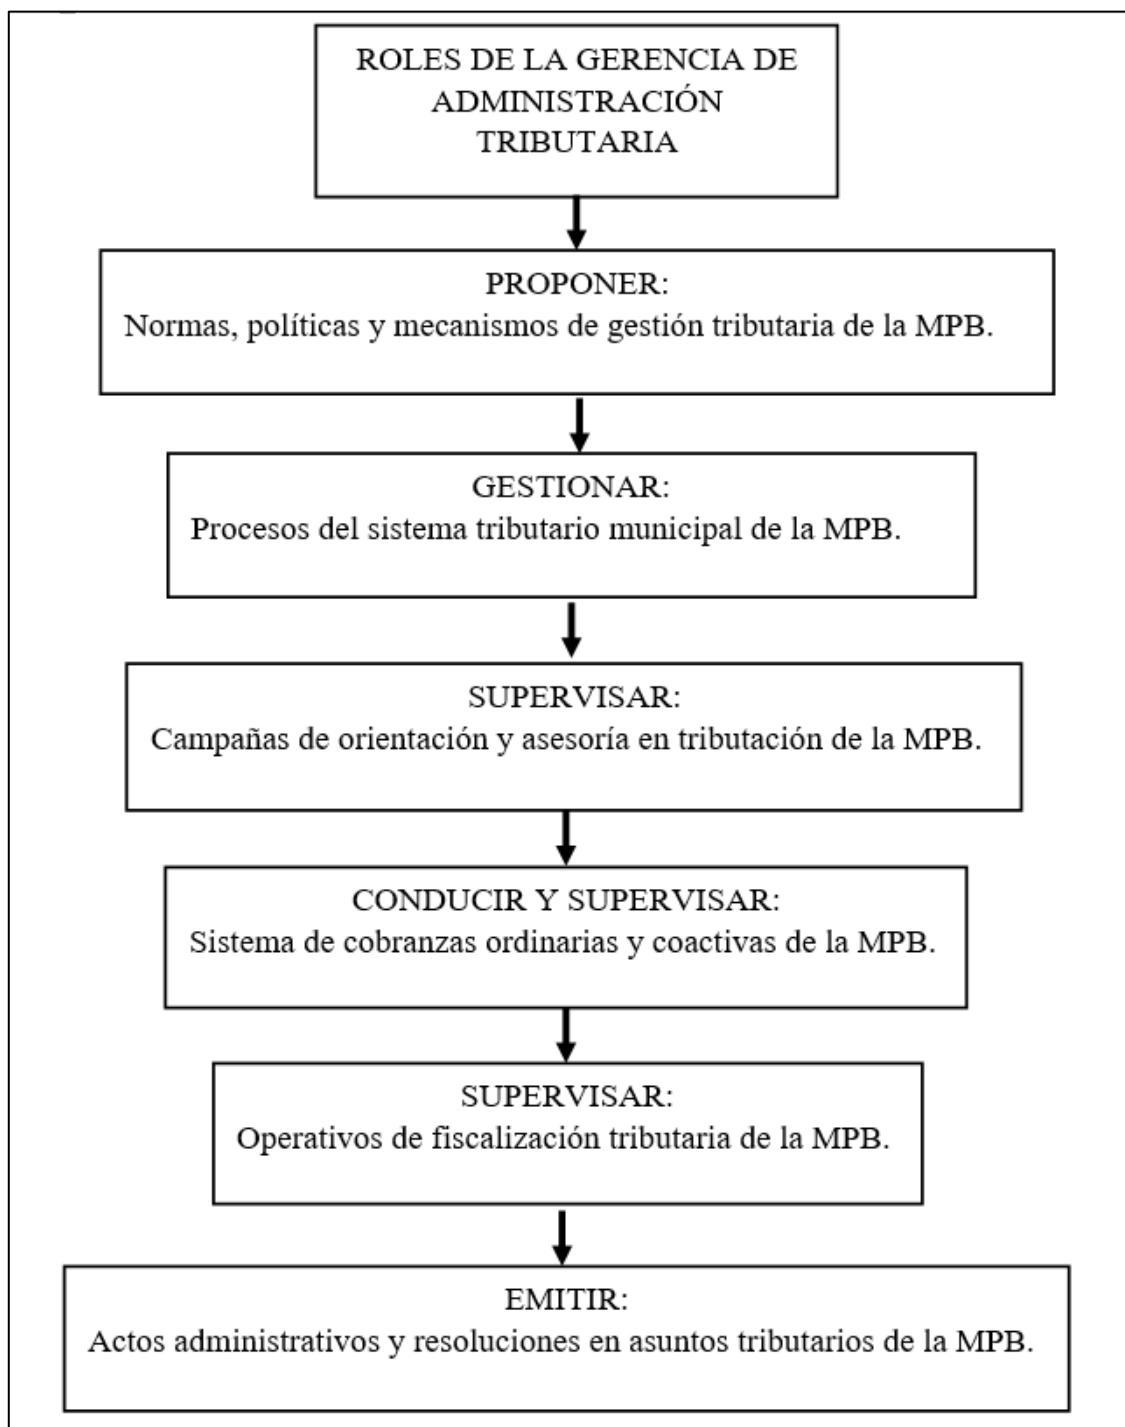 ROLES DE LA GERENCIA DE
ADMINISTRACIÓN
TRIBUTARIA
PROPONER:
Normas, políticas y mecanismos de gestión tributaria de la MPB.
GESTIONAR:
Procesos del sistema tributario municipal de la MPB.
SUPERVISAR:
Campañas de orientación y asesoría en tributación de la MPB.
CONDUCIR Y SUPERVISAR:
Sistema de cobranzas ordinarias y coactivas de la MPB.
SUPERVISAR:
Operativos de fiscalización tributaria de la MPB.
EMITIR:
Actos administrativos y resoluciones en asuntos tributarios de la MPB.